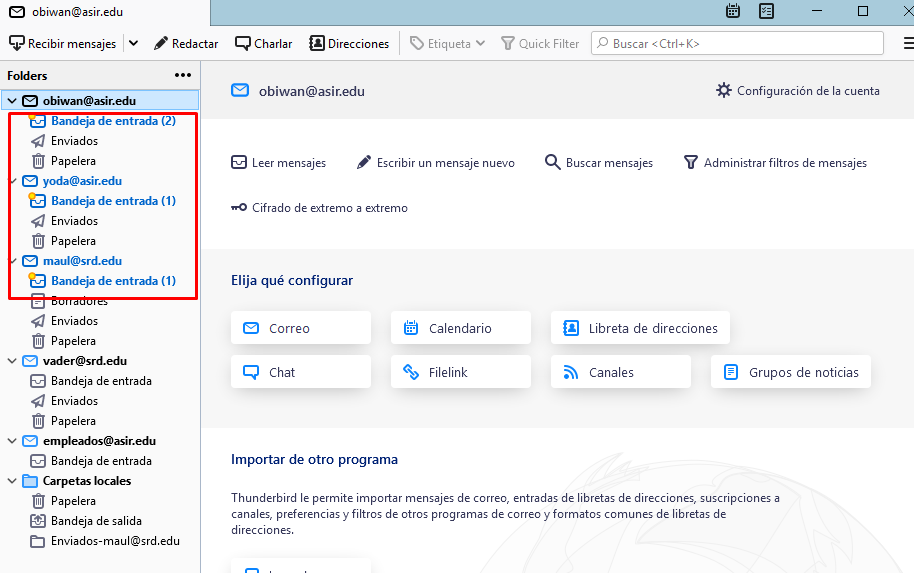 obiwan@asir.edu
Recibir mensajes Redactar Charlar Direcciones Etiqueta Quick Filter Buscar <Ctrl+K>
Folders
obiwan@asir.edu
Bandeja de entrada (2)
Enviados
Papelera
yoda@asir.edu
Bandeja de entrada (1)
Enviados
Papelera
maul@srd.edu
Bandeja de entrada (1)
Borradores
Enviados
Papelera
vader@srd.edu
Bandeja de entrada
Enviados
Papelera
empleados@asir.edu
Bandeja de entrada
Carpetas locales
Papelera
Bandeja de salida
Enviados-maul@srd.edu
obiwan@asir.edu Configuración de la cuenta
Leer mensajes Escribir un mensaje nuevo Buscar mensajes Administrar filtros de mensajes
Cifrado de extremo a extremo
Elija qué configurar
Correo Calendario Libreta de direcciones
Chat Filelink Canales Grupos de noticias
Importar de otro programa
Thunderbird le permite importar mensajes de correo, entradas de libretas de direcciones, suscripciones a
canales, preferencias y filtros de otros programas de correo y formatos comunes de libretas de
direcciones.